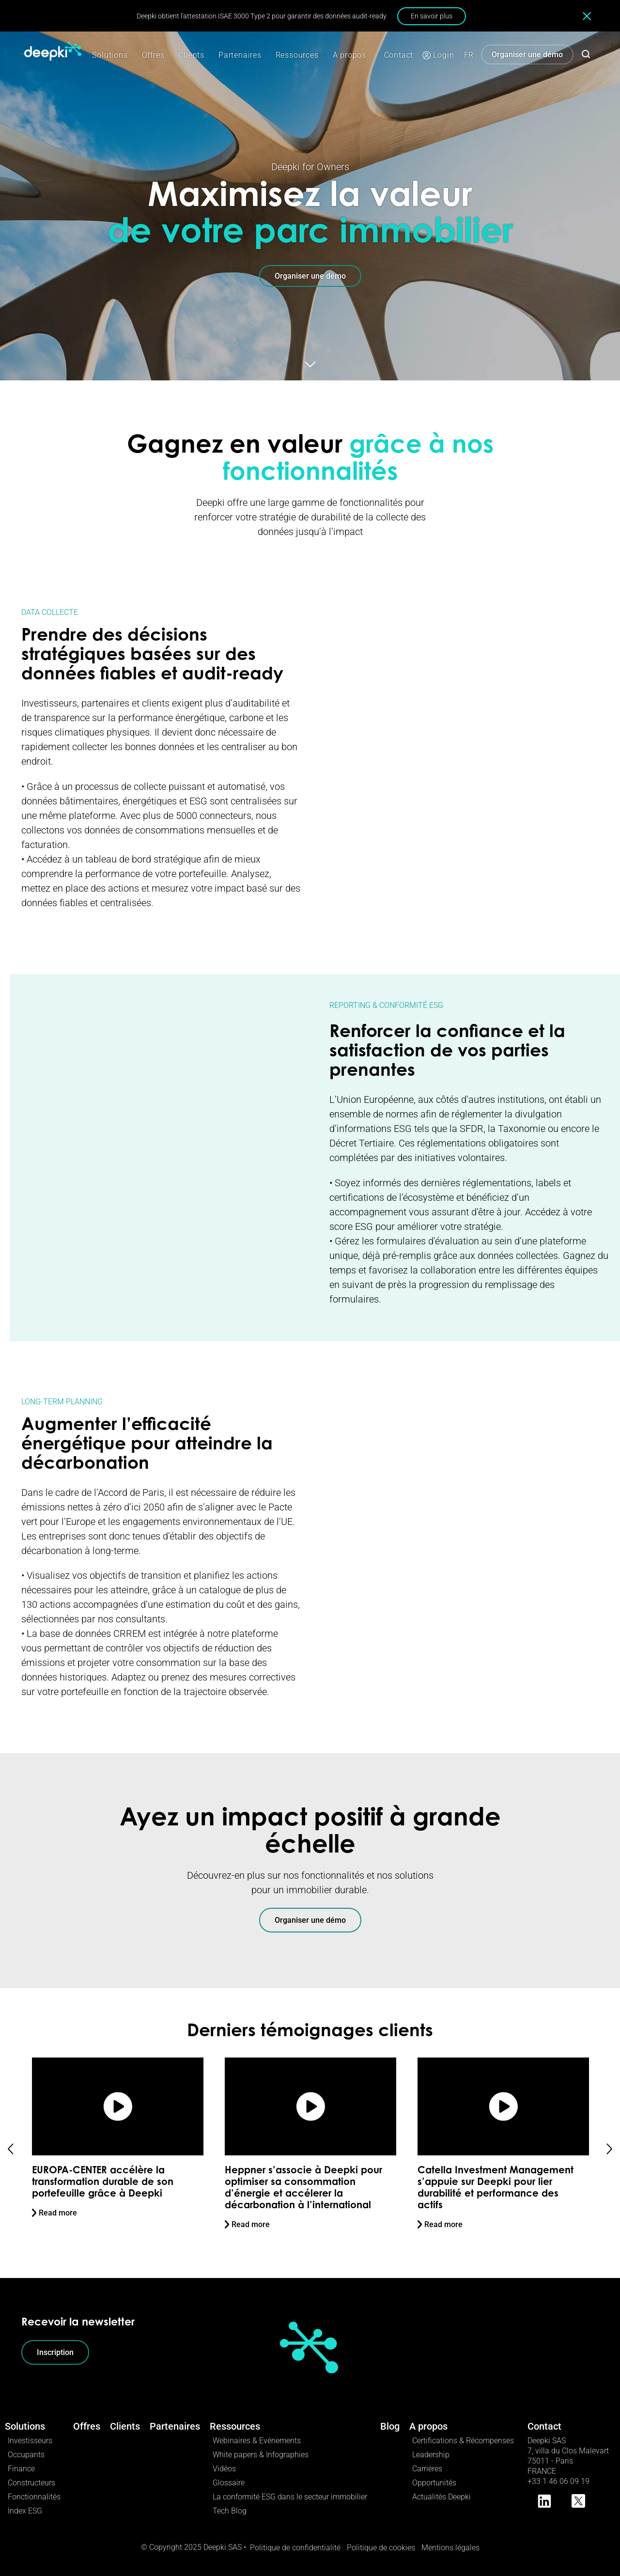 Deepki obtient l'attestation ISAE 3000 Type 2 pour garantir des données audit-ready
En savoir plus
deepki
Solutions
Offres
Clients
Partenaires
Ressources
A propos
Contact
Login
FR
Organiser une démo
Deepki for Owners
Maximisez la valeur
de votre parc immobilier
Organiser une démo
Gagnez en valeur grâce à nos
fonctionnalités
Deepki offre une large gamme de fonctionnalités pour
renforcer votre stratégie de durabilité de la collecte des
données jusqu'à l'impact
DATA COLLECTE
Prendre des décisions
stratégiques basées sur des
données fiables et audit-ready
Investisseurs, partenaires et clients exigent plus d'auditabilité et
de transparence sur la performance énergétique, carbone et les
risques climatiques physiques. Il devient donc nécessaire de
rapidement collecter les bonnes données et les centraliser au bon
endroit.
• Grâce à un processus de collecte puissant et automatisé, vos
données bâtimentaires, énergétiques et ESG sont centralisées sur
une même plateforme. Avec plus de 5000 connecteurs, nous
collectons vos données de consommations mensuelles et de
facturation.
• Accédez à un tableau de bord stratégique afin de mieux
comprendre la performance de votre portefeuille. Analysez,
mettez en place des actions et mesurez votre impact basé sur des
données fiables et centralisées.
REPORTING & CONFORMITÉ ESG
Renforcer la confiance et la
satisfaction de vos parties
prenantes
L'Union Européenne, aux côtés d'autres institutions, ont établi un
ensemble de normes afin de réglementer la divulgation
d'informations ESG tels que la SFDR, la Taxonomie ou encore le
Décret Tertiaire. Ces réglementations obligatoires sont
complétées par des initiatives volontaires.
• Soyez informés des dernières réglementations, labels et
certifications de l'écosystème et bénéficiez d'un
accompagnement vous assurant d'être à jour. Accédez à votre
score ESG pour améliorer votre stratégie.
• Gérez les formulaires d'évaluation au sein d'une plateforme
unique, déjà pré-remplis grâce aux données collectées. Gagnez du
temps et favorisez la collaboration entre les différentes équipes
en suivant de près la progression du remplissage des
formulaires.
LONG-TERM PLANNING
Augmenter l'efficacité
énergétique pour atteindre la
décarbonation
Dans le cadre de l'Accord de Paris, il est nécessaire de réduire les
émissions nettes à zéro d'ici 2050 afin de s'aligner avec le Pacte
vert pour l'Europe et les engagements environnementaux de l'UE.
Les entreprises sont donc tenues d'établir des objectifs de
décarbonation à long-terme.
• Visualisez vos objectifs de transition et planifiez les actions
nécessaires pour les atteindre, grâce à un catalogue de plus de
130 actions accompagnées d'une estimation du coût et des gains,
sélectionnées par nos consultants.
• La base de données CRREM est intégrée à notre plateforme
vous permettant de contrôler vos objectifs de réduction des
émissions et projeter votre consommation sur la base des
données historiques. Adaptez ou prenez des mesures correctives
sur votre portefeuille en fonction de la trajectoire observée.
Ayez un impact positif à grande
échelle
Découvrez-en plus sur nos fonctionnalités et nos solutions
pour un immobilier durable.
Organiser une démo
Derniers témoignages clients
EUROPA-CENTER accélère la
transformation durable de son
portefeuille grâce à Deepki
Read more
Heppner s'associe à Deepki pour
optimiser sa consommation
d'énergie et accélerer la
décarbonation à l'international
Read more
Catella Investment Management
s'appuie sur Deepki pour lier
durabilité et performance des
actifs
Read more
Recevoir la newsletter
Inscription
Solutions
Investisseurs
Occupants
Finance
Constructeurs
Fonctionnalités
Index ESG
Offres
Clients
Partenaires
Ressources
Webinaires & Evénements
White papers & Infographies
Vidéos
Glossaire
La conformité ESG dans le secteur immobilier
Tech Blog
Blog
A propos
Certifications & Récompenses
Leadership
Carrières
Opportunités
Actualités Deepki
Contact
Deepki SAS
7, villa du Clos Malevart
75011 - Paris
FRANCE
+33 1 46 06 09 19
© Copyright 2025 Deepki SAS • Politique de confidentialité Politique de cookies Mentions légales